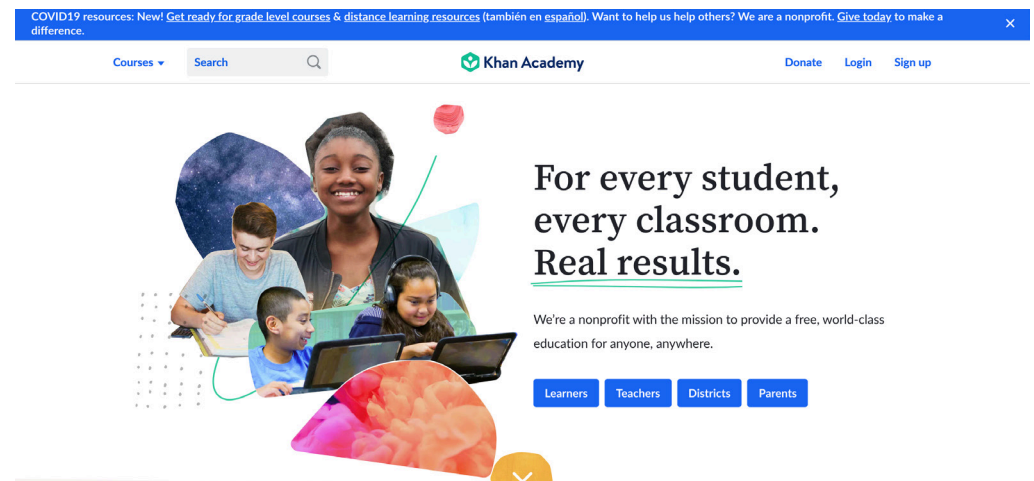 COVID19 resources: New! Get ready for grade level courses & distance learning resources (también en español). Want to help us help others? We are a nonprofit. Give today to make a
difference.
Courses
Search
Khan Academy
Donate
Login
Sign up
For every student,
every classroom.
Real results.
We're a nonprofit with the mission to provide a free, world-class
education for anyone, anywhere.
Learners
Teachers
Districts
Parents